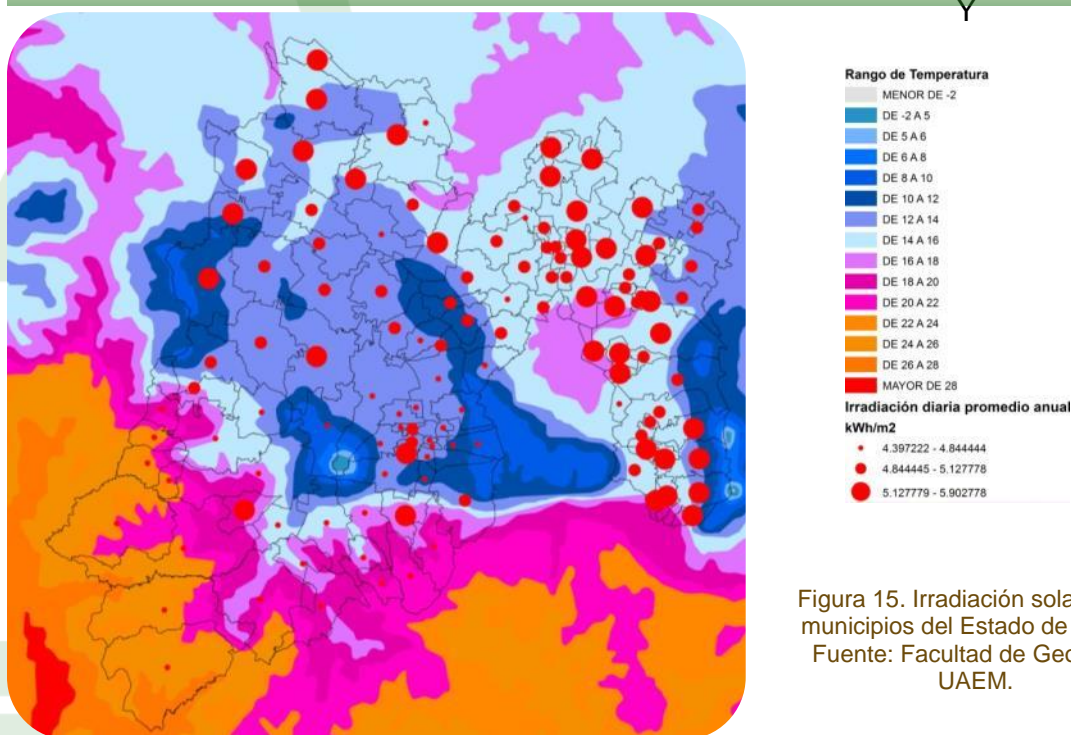 Y
Rango de Temperatura
MENOR DE -2
DE -2 A 5
DE 5 A 6
DE 6 A 8
DE 8 A 10
DE 10 A 12
DE 12 A 14
DE 14 A 16
DE 16 A 18
DE 18 A 20
DE 20 A 22
DE 22 A 24
DE 24 A 26
DE 26 A 28
MAYOR DE 28
Irradiación diaria promedio anual
kWh/m2
4.397222 - 4.844444
4.844445 - 5.127778
5.127779 - 5.902778
Figura 15. Irradiación sola
municipios del Estado de
Fuente: Facultad de Geo
UAEM.